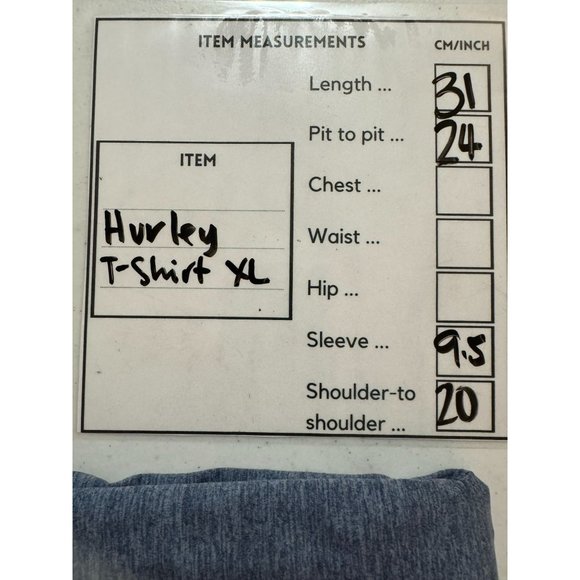 ITEM MEASUREMENTS CM/INCH
Length ... 31
Pit to pit ... 24
ITEM
Chest ...
Hurley
Waist ...
T-Shirt XL
Hip ...
Sleeve ... 9.5
Shoulder-to
shoulder ... 20